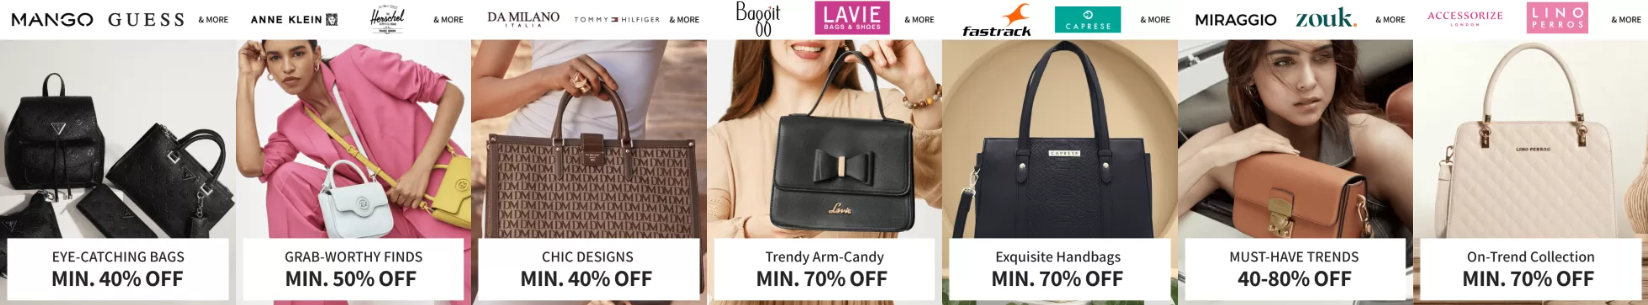 MANGO GUESS & MORE
EYE-CATCHING BAGS
MIN. 40% OFF
ANNE KLEIN Herschel & MORE
GRAB-WORTHY FINDS
MIN. 50% OFF
DA MILANO
ITALIA
TOMMY HILFIGER & MORE
CHIC DESIGNS
MIN. 40% OFF
Baggit
LAVIE
BAGS & SHOES
& MORE
Lavie
Trendy Arm-Candy
MIN. 70% OFF
fastrack
CAPRESE
& MORE
CAPRESE
Exquisite Handbags
MIN. 70% OFF
MIRAGGIO zouk. & MORE
MUST-HAVE TRENDS
40-80% OFF
ACCESSORIZE
LONDON
LINO
PERROS
& MORE
LINO PERROS
On-Trend Collection
MIN. 70% OFF